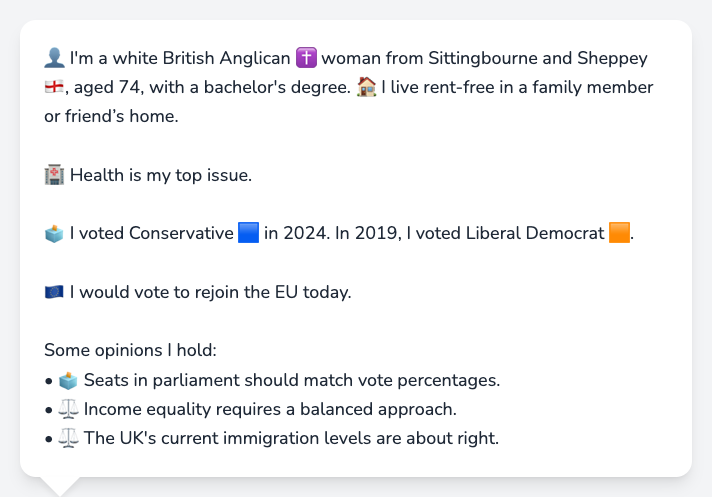 👤 I'm a white British Anglican ✝️ woman from Sittingbourne and Sheppey
🏴󠁧󠁢󠁥󠁮󠁧󠁿, aged 74, with a bachelor's degree. 🏠 I live rent-free in a family member
or friend’s home.
🏥 Health is my top issue.
🗳️ I voted Conservative 🟦 in 2024. In 2019, I voted Liberal Democrat 🟧.
🇪🇺 I would vote to rejoin the EU today.
Some opinions I hold:
• 🗳️ Seats in parliament should match vote percentages.
• ⚖️ Income equality requires a balanced approach.
• ⚖️ The UK's current immigration levels are about right.